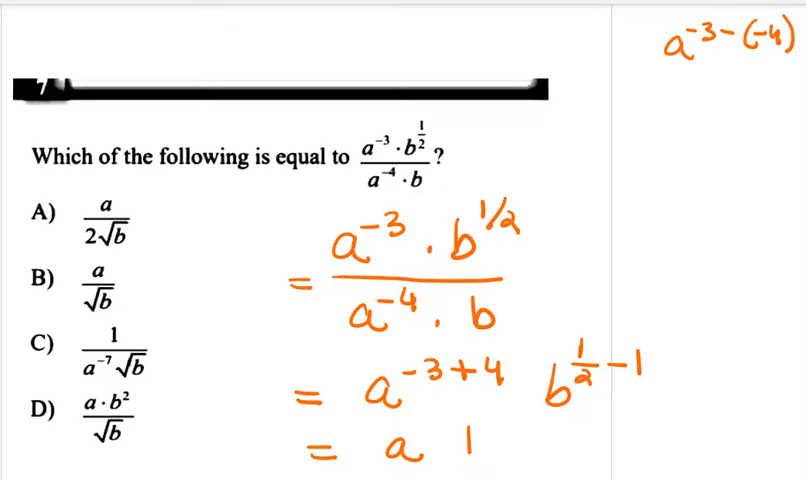 a⁻³⁻⁽⁻⁴⁾
7
Which of the following is equal to (a⁻³ · b^(1/2)) / (a⁻⁴ · b) ?
A) a / 2√b
B) a / √b
C) 1 / a⁻⁷√b
D) a · b² / √b
= a⁻³ · b^(1/2) / a⁻⁴ · b
= a⁻³⁺⁴ b^(1/2 − 1)
= a 1